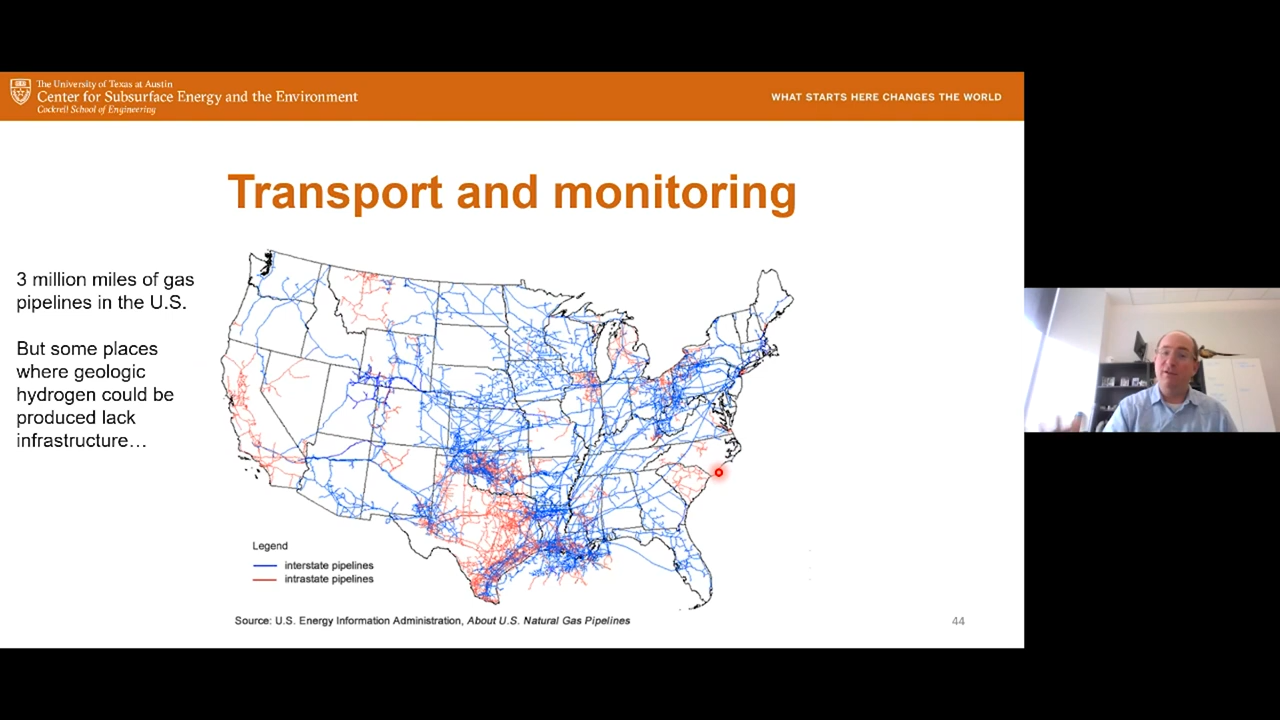 The University of Texas at Austin
Center for Subsurface Energy and the Environment
Cockrell School of Engineering
WHAT STARTS HERE CHANGES THE WORLD
Transport and monitoring
3 million miles of gas
pipelines in the U.S.
But some places
where geologic
hydrogen could be
produced lack
infrastructure…
Legend
interstate pipelines
intrastate pipelines
Source: U.S. Energy Information Administration, About U.S. Natural Gas Pipelines
44